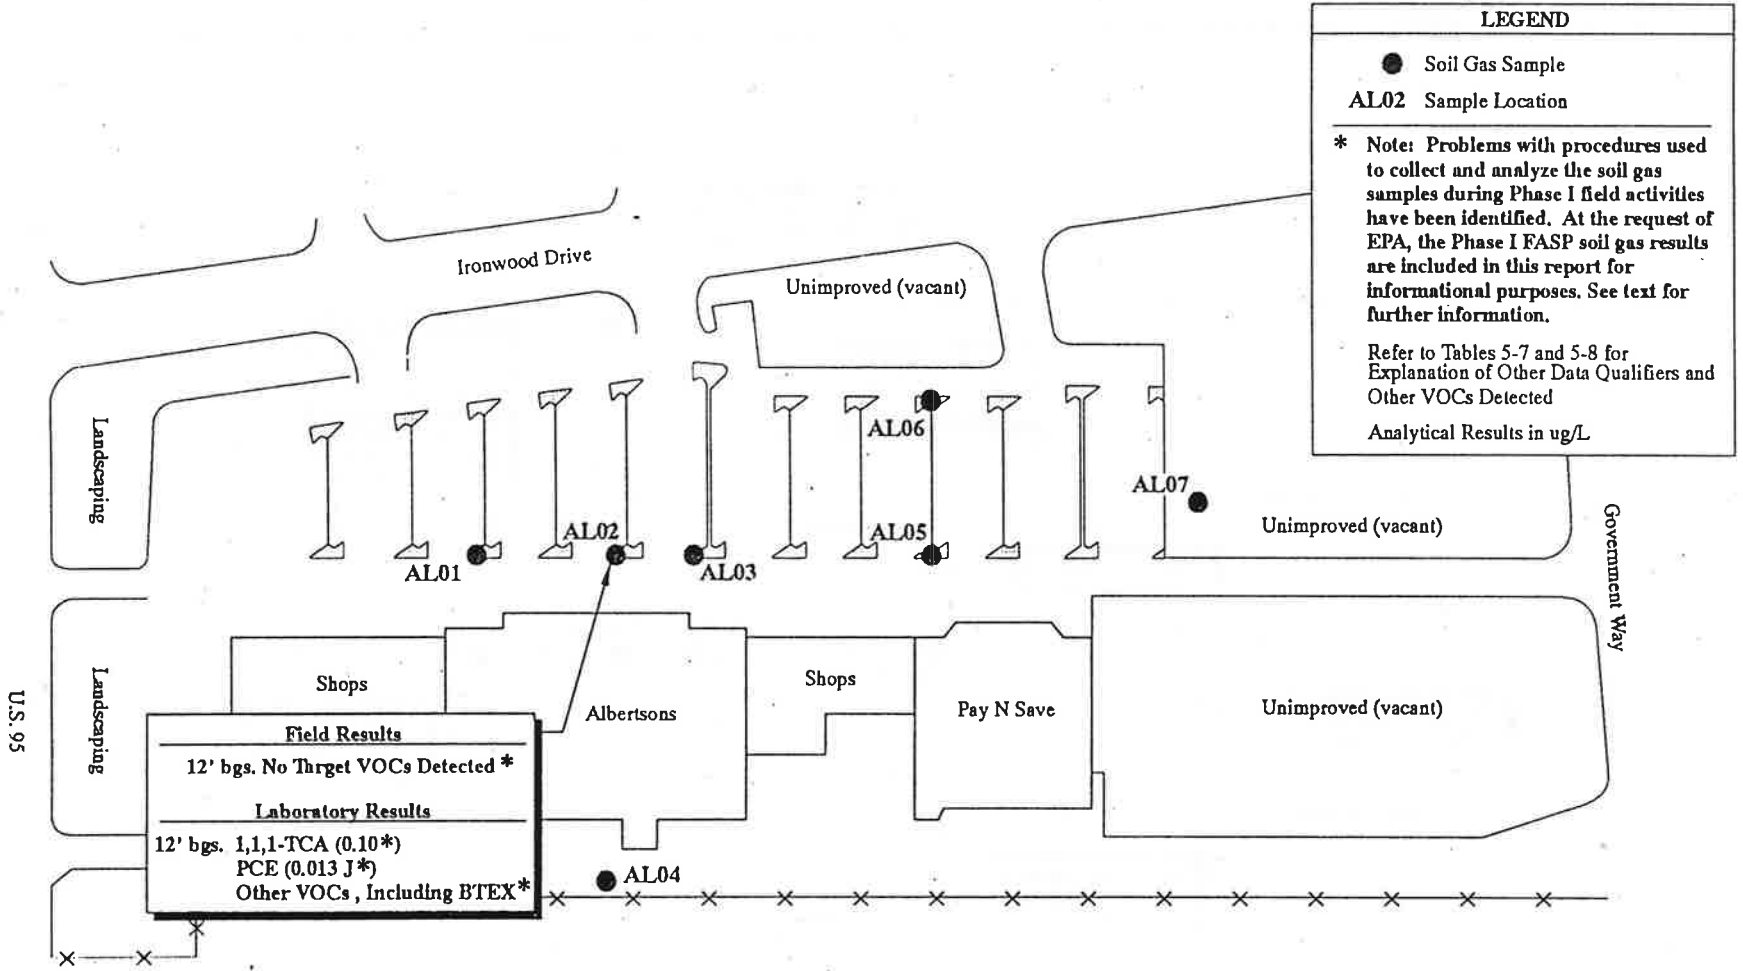 LEGEND
Soil Gas Sample
AL02 Sample Location
* Note: Problems with procedures used
to collect and analyze the soil gas
samples during Phase I field activities
have been identified. At the request of
EPA, the Phase I FASP soil gas results
are included in this report for
informational purposes. See text for
further information.
Refer to Tables 5-7 and 5-8 for
Explanation of Other Data Qualifiers and
Other VOCs Detected
Analytical Results in ug/L
Ironwood Drive
Unimproved (vacant)
Landscaping
AL06
AL07
AL02
AL05
Unimproved (vacant)
AL01
AL03
Government Way
Landscaping
Shops
Albertsons
Shops
Pay N Save
Unimproved (vacant)
U.S. 95
Field Results
12' bgs. No Thrget VOCs Detected *
Laboratory Results
12' bgs. 1,1,1-TCA (0.10*)
PCE (0.013 J*)
Other VOCs , Including BTEX*
AL04